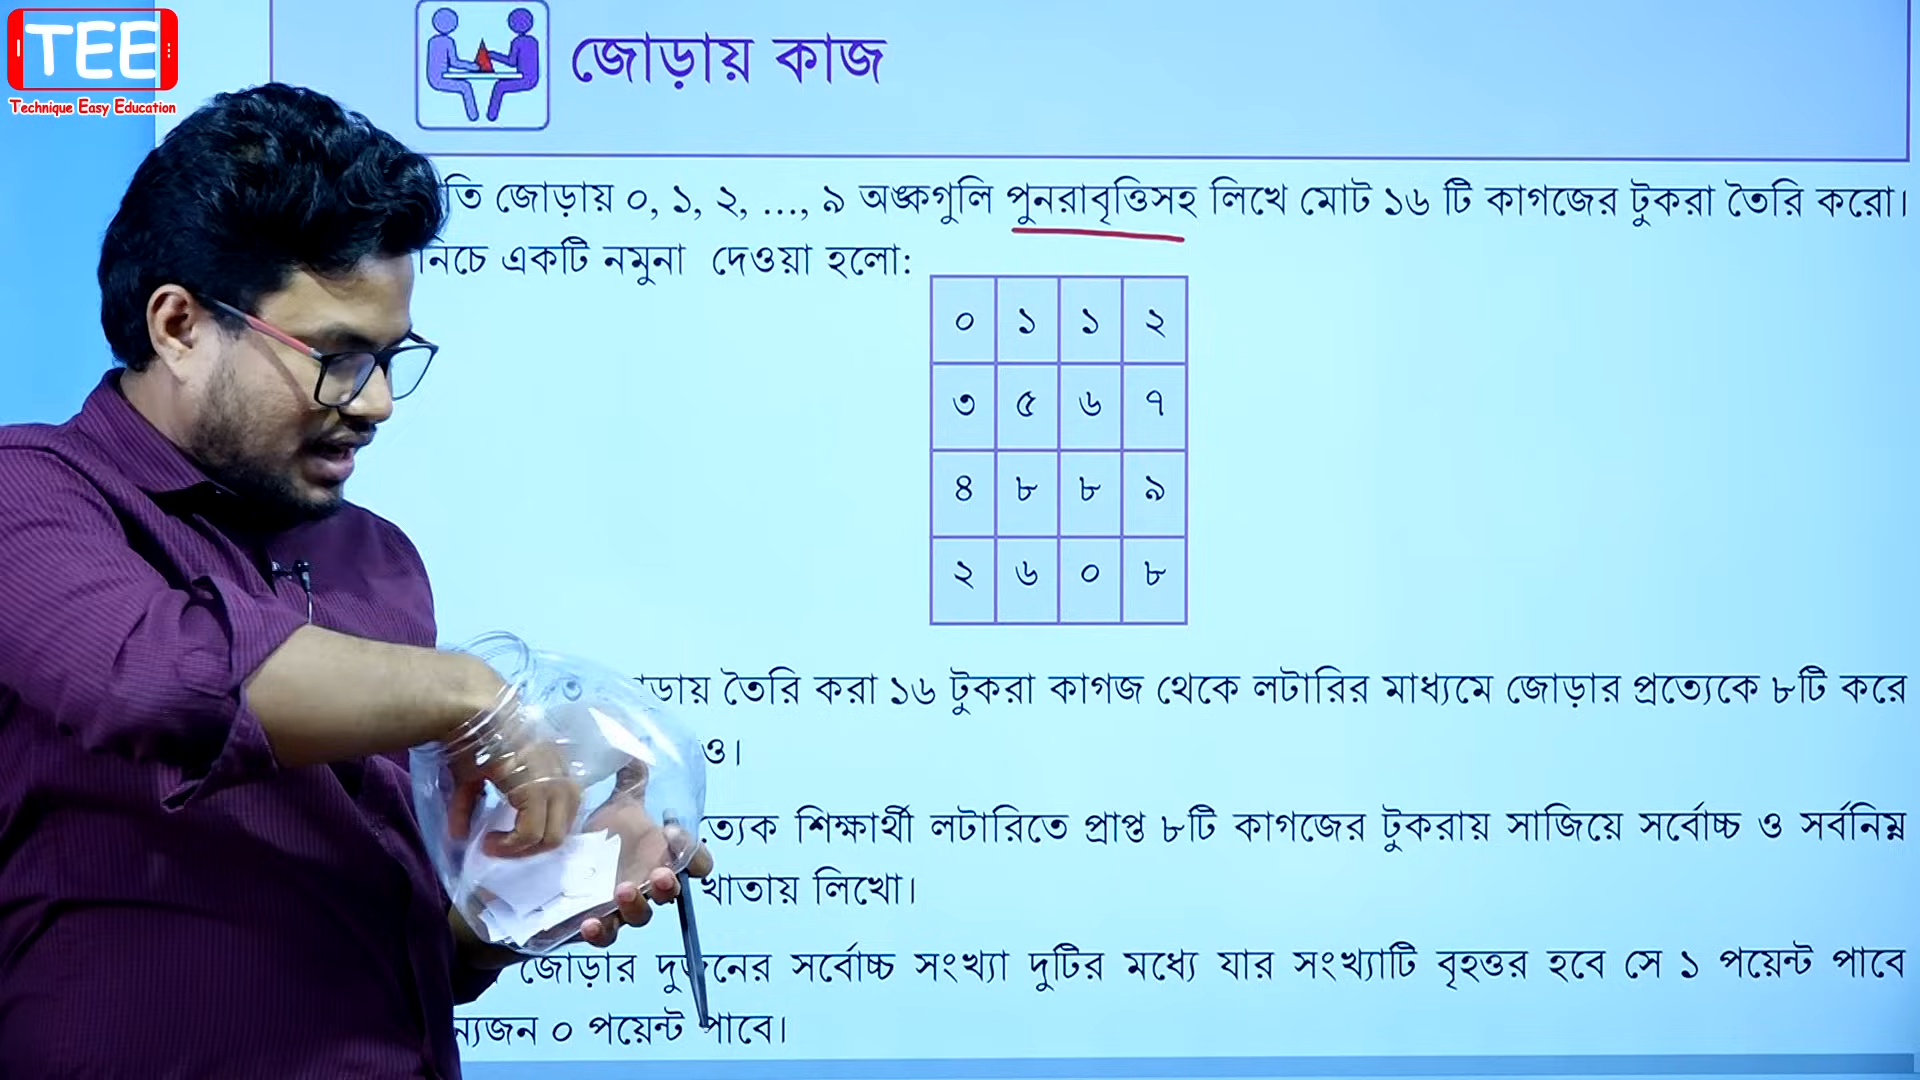 TEE
Technique Easy Education
জোড়ায় কাজ
জোড়ায় ০, ১, ২, ..., ৯ অঙ্কগুলি পুনরাবৃত্তিসহ লিখে মোট ১৬ টি কাগজের টুকরা তৈরি করো।
নিচে একটি নমুনা দেওয়া হলো:
০ ১ ১ ২
৩ ৫ ৬ ৭
৪ ৮ ৮ ৯
২ ৬ ০ ৮
তৈরি করা ১৬ টুকরা কাগজ থেকে লটারির মাধ্যমে জোড়ার প্রত্যেকে ৮টি করে
শিক্ষার্থী লটারিতে প্রাপ্ত ৮টি কাগজের টুকরায় সাজিয়ে সর্বোচ্চ ও সর্বনিম্ন
খাতায় লিখো।
জোড়ার দুজনের সর্বোচ্চ সংখ্যা দুটির মধ্যে যার সংখ্যাটি বৃহত্তর হবে সে ১ পয়েন্ট পাবে
০ পয়েন্ট পাবে।